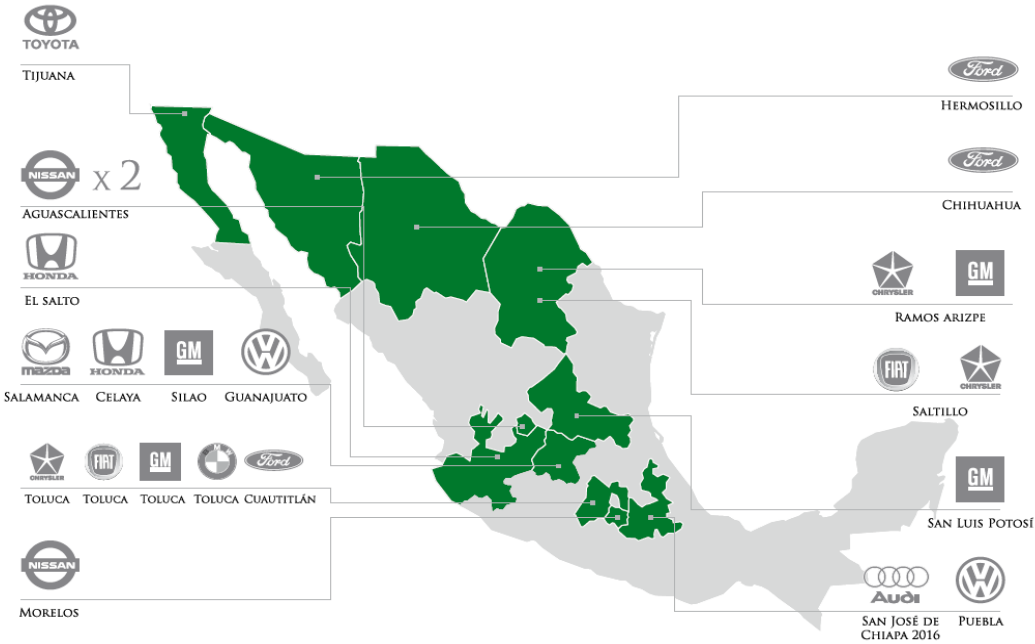 TOYOTA
TIJUANA
NISSAN x 2
AGUASCALIENTES
HONDA
EL SALTO
mazda HONDA GM
SALAMANCA CELAYA SILAO GUANAJUATO
CHRYSLER FIAT GM BMW Ford
TOLUCA TOLUCA TOLUCA TOLUCA CUAUTITLÁN
NISSAN
MORELOS
Ford
HERMOSILLO
Ford
CHIHUAHUA
CHRYSLER GM
RAMOS ARIZPE
FIAT CHRYSLER
SALTILLO
GM
SAN LUIS POTOSÍ
Audi
SAN JOSÉ DE PUEBLA
CHIAPA 2016